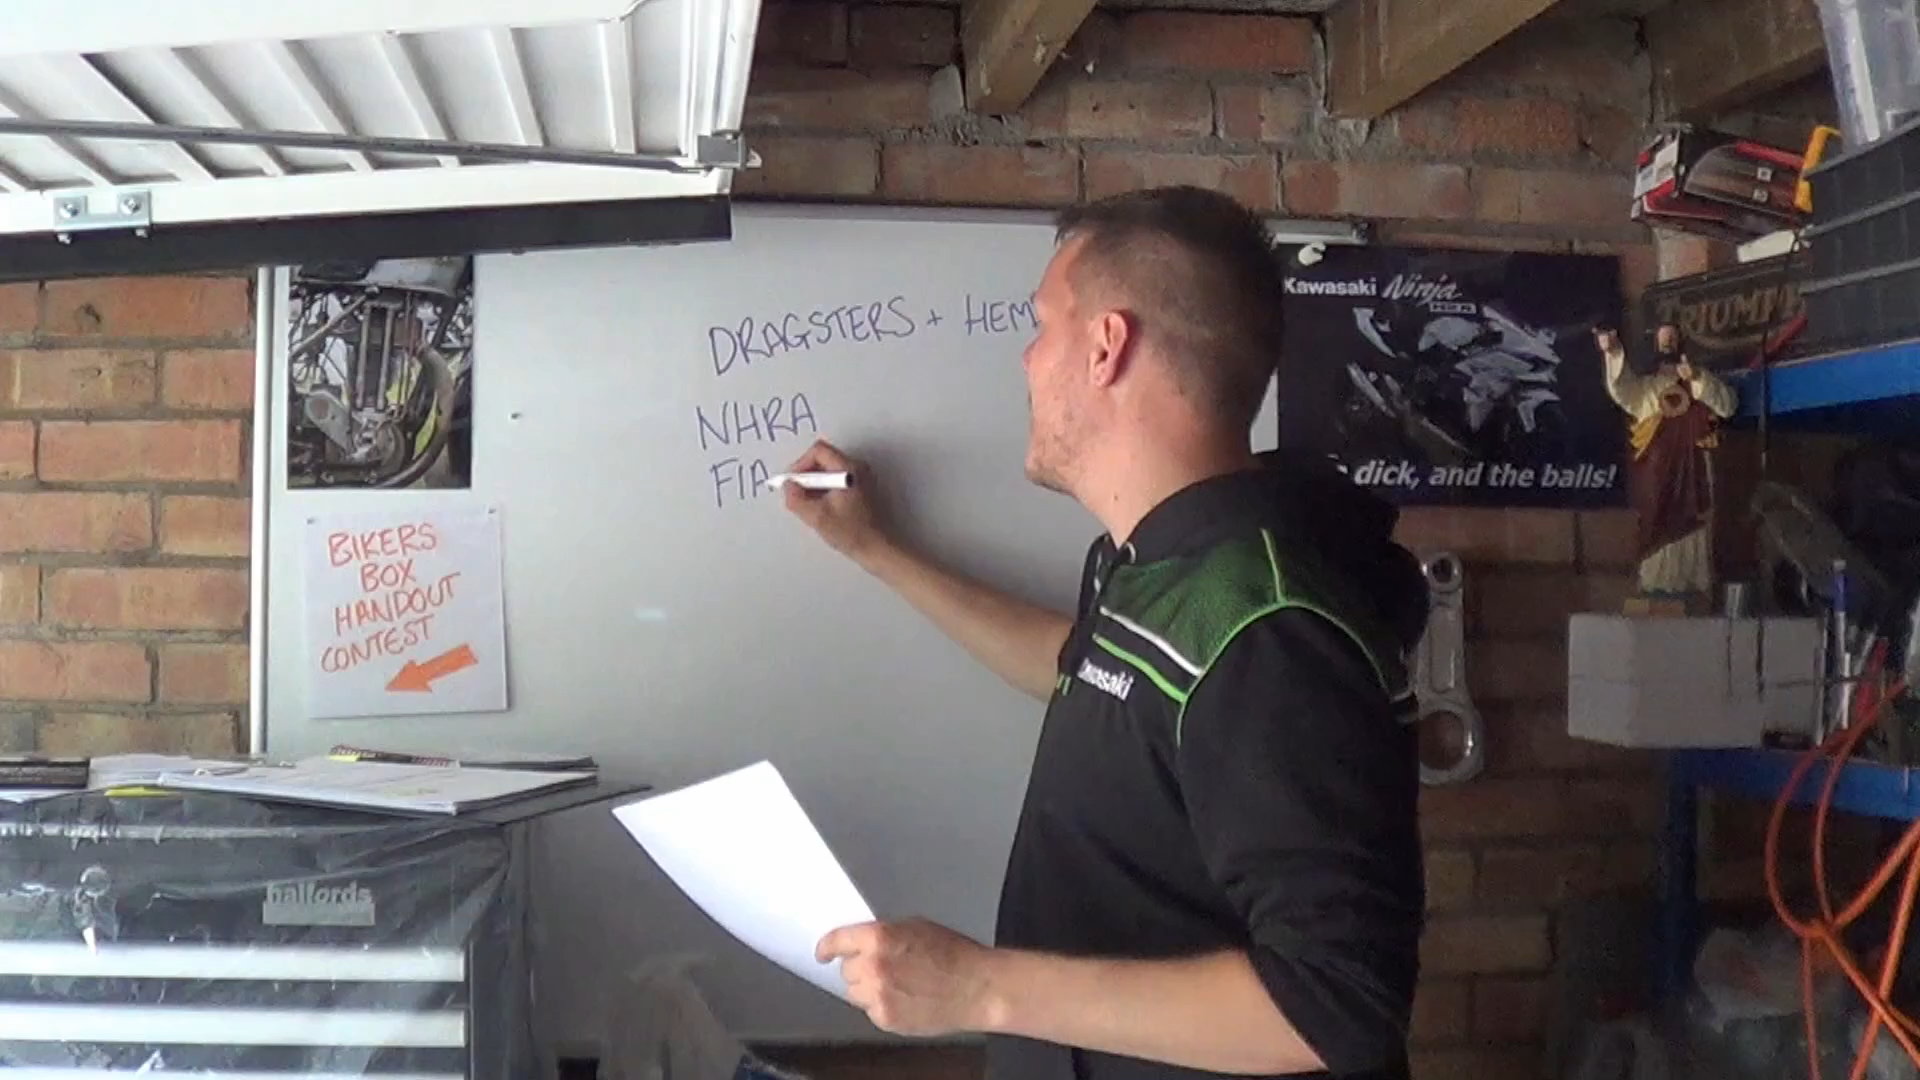 DRAGSTERS + HEM
NHRA
FIA
BIKERS
BOX
HANDOUT
CONTEST
Kawasaki Ninja
dick, and the balls!
TRIUMPH
Kawasaki
halfords